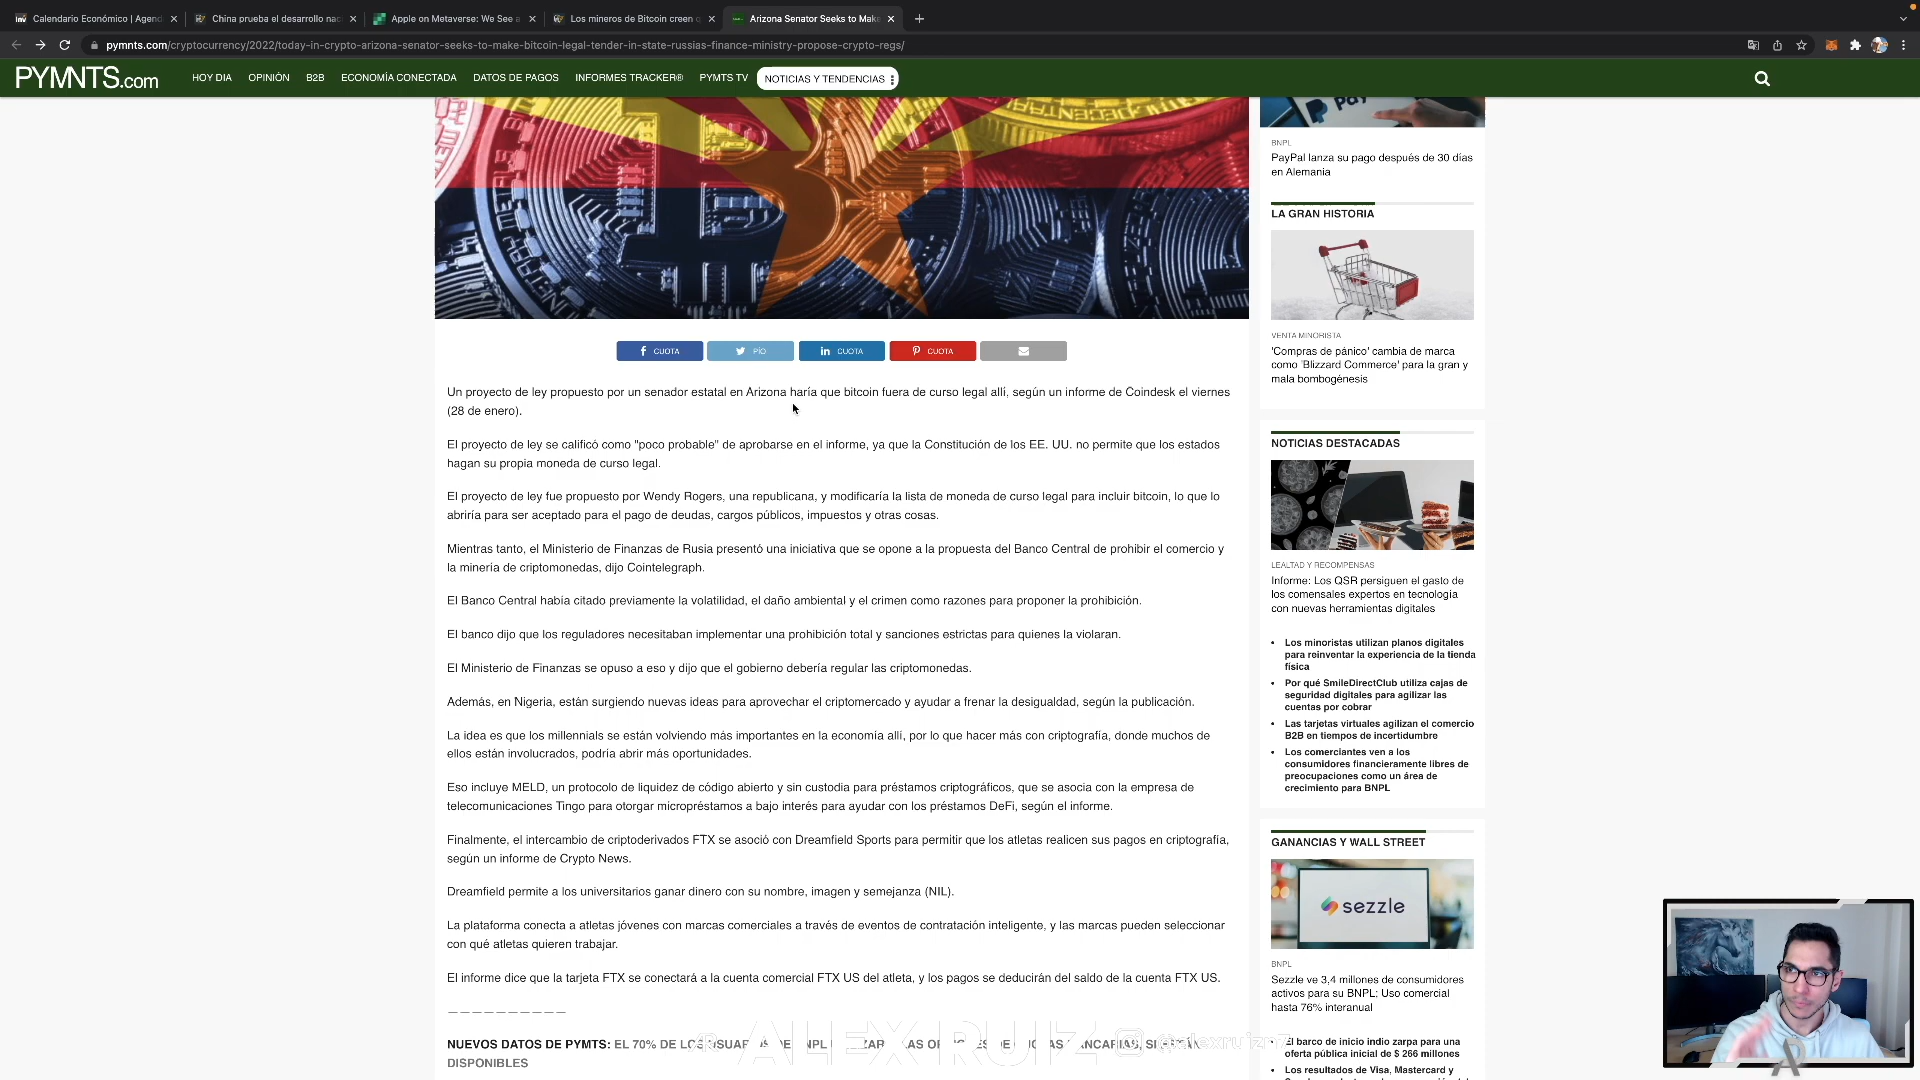 Calendario Económico | Agend
China prueba el desarrollo nac
Apple on Metaverse: We See a
Los mineros de Bitcoin creen q
Arizona Senator Seeks to Make
pymnts.com/cryptocurrency/2022/today-in-crypto-arizona-senator-seeks-to-make-bitcoin-legal-tender-in-state-russias-finance-ministry-propose-crypto-regs/
PYMNTS.com
HOY DIA
OPINIÓN
B2B
ECONOMÍA CONECTADA
DATOS DE PAGOS
INFORMES TRACKER®
PYMTS TV
NOTICIAS Y TENDENCIAS
CUOTA
PÍO
CUOTA
CUOTA
Un proyecto de ley propuesto por un senador estatal en Arizona haría que bitcoin fuera de curso legal allí, según un informe de Coindesk el viernes
(28 de enero).
El proyecto de ley se calificó como "poco probable" de aprobarse en el informe, ya que la Constitución de los EE. UU. no permite que los estados
hagan su propia moneda de curso legal.
El proyecto de ley fue propuesto por Wendy Rogers, una republicana, y modificaría la lista de moneda de curso legal para incluir bitcoin, lo que lo
abriría para ser aceptado para el pago de deudas, cargos públicos, impuestos y otras cosas.
Mientras tanto, el Ministerio de Finanzas de Rusia presentó una iniciativa que se opone a la propuesta del Banco Central de prohibir el comercio y
la minería de criptomonedas, dijo Cointelegraph.
El Banco Central había citado previamente la volatilidad, el daño ambiental y el crimen como razones para proponer la prohibición.
El banco dijo que los reguladores necesitaban implementar una prohibición total y sanciones estrictas para quienes la violaran.
El Ministerio de Finanzas se opuso a eso y dijo que el gobierno debería regular las criptomonedas.
Además, en Nigeria, están surgiendo nuevas ideas para aprovechar el criptomercado y ayudar a frenar la desigualdad, según la publicación.
La idea es que los millennials se están volviendo más importantes en la economía allí, por lo que hacer más con criptografía, donde muchos de
ellos están involucrados, podría abrir más oportunidades.
Eso incluye MELD, un protocolo de liquidez de código abierto y sin custodia para préstamos criptográficos, que se asocia con la empresa de
telecomunicaciones Tingo para otorgar micropréstamos a bajo interés para ayudar con los préstamos DeFi, según el informe.
Finalmente, el intercambio de criptoderivados FTX se asoció con Dreamfield Sports para permitir que los atletas realicen sus pagos en criptografía,
según un informe de Crypto News.
Dreamfield permite a los universitarios ganar dinero con su nombre, imagen y semejanza (NIL).
La plataforma conecta a atletas jóvenes con marcas comerciales a través de eventos de contratación inteligente, y las marcas pueden seleccionar
con qué atletas quieren trabajar.
El informe dice que la tarjeta FTX se conectará a la cuenta comercial FTX US del atleta, y los pagos se deducirán del saldo de la cuenta FTX US.
——————————
NUEVOS DATOS DE PYMTS: EL 70% DE LOS
DISPONIBLES
ALEX RUIZ
Pay
BNPL
PayPal lanza su pago después de 30 días
en Alemania
LA GRAN HISTORIA
VENTA MINORISTA
'Compras de pánico' cambia de marca
como 'Blizzard Commerce' para la gran y
mala bombogénesis
NOTICIAS DESTACADAS
LEALTAD Y RECOMPENSAS
Informe: Los QSR persiguen el gasto de
los comensales expertos en tecnología
con nuevas herramientas digitales
Los minoristas utilizan planos digitales
para reinventar la experiencia de la tienda
física
Por qué SmileDirectClub utiliza cajas de
seguridad digitales para agilizar las
cuentas por cobrar
Las tarjetas virtuales agilizan el comercio
B2B en tiempos de incertidumbre
Los comerciantes ven a los
consumidores financieramente libres de
preocupaciones como un área de
crecimiento para BNPL
GANANCIAS Y WALL STREET
sezzle
BNPL
Sezzle ve 3,4 millones de consumidores
activos para su BNPL; Uso comercial
hasta 76% interanual
El barco de inicio indio zarpa para una
oferta pública inicial de $ 266 millones
Los resultados de Visa, Mastercard y